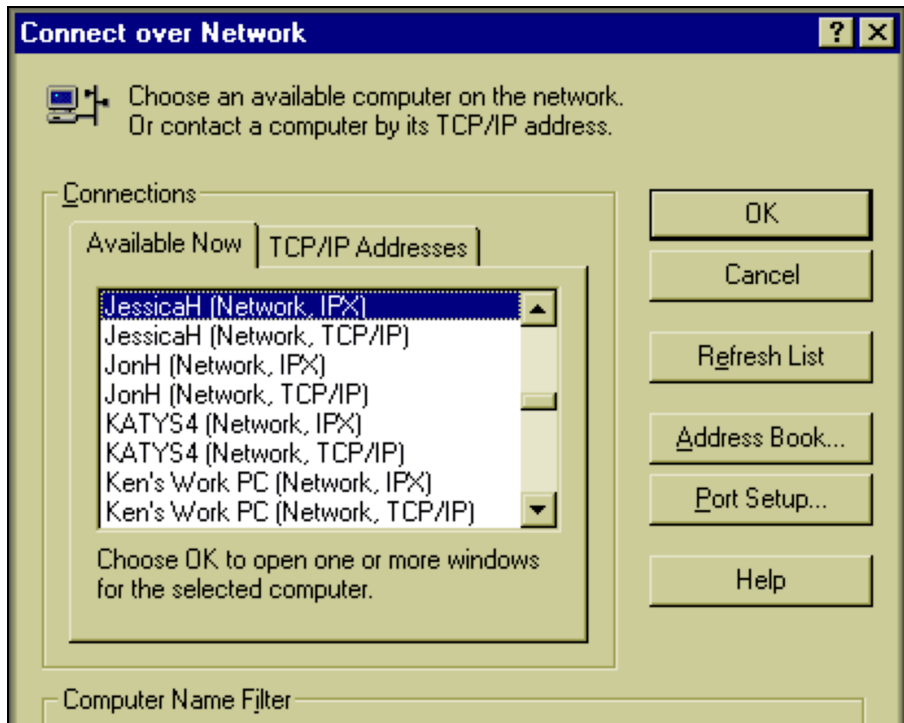 Connect over Network
Choose an available computer on the network.
Or contact a computer by its TCP/IP address.
Connections
Available Now
TCP/IP Addresses
JessicaH (Network, IPX)
JessicaH (Network, TCP/IP)
JonH (Network, IPX)
JonH (Network, TCP/IP)
KATYS4 (Network, IPX)
KATYS4 (Network, TCP/IP)
Ken's Work PC (Network, IPX)
Ken's Work PC (Network, TCP/IP)
Choose OK to open one or more windows
for the selected computer.
OK
Cancel
Refresh List
Address Book...
Port Setup...
Help
Computer Name Filter